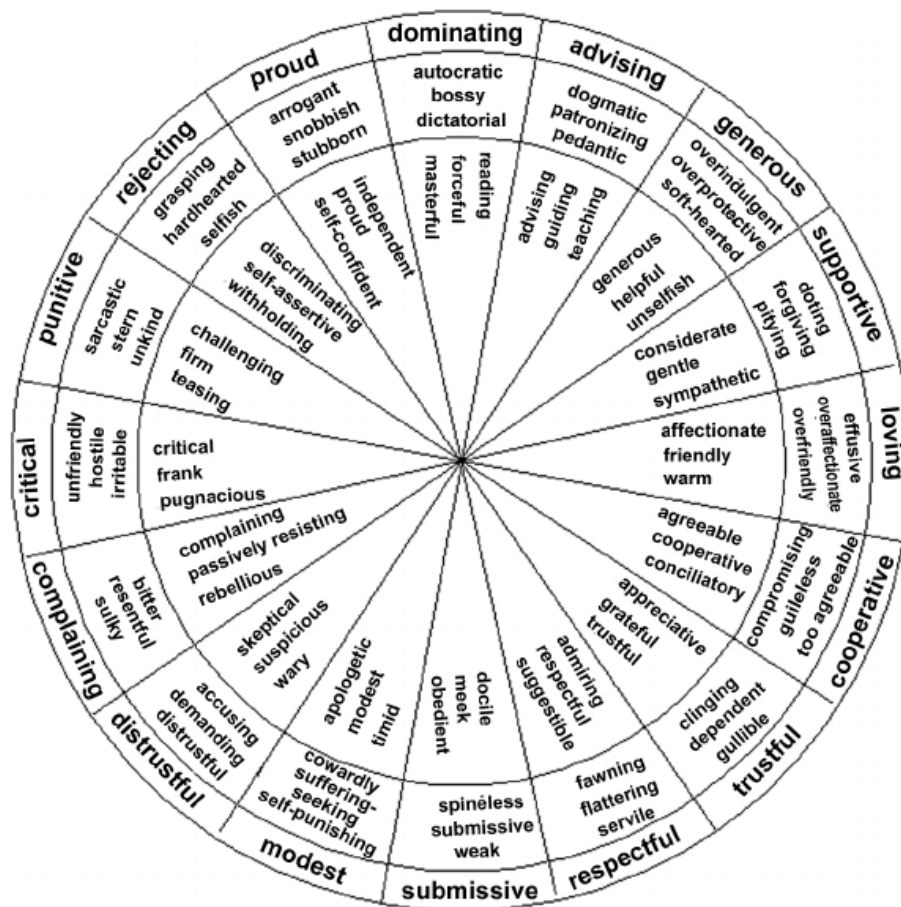 dominating
autocratic
bossy
dictatorial
reading
forceful
masterful
advising
dogmatic
patronizing
pedantic
advising
guiding
teaching
generous
overindulgent
overprotective
soft-hearted
generous
helpful
unselfish
supportive
doting
forgiving
pitying
considerate
gentle
sympathetic
loving
effusive
overaffectionate
overfriendly
affectionate
friendly
warm
cooperative
compromising
guileless
too agreeable
agreeable
cooperative
conciliatory
trustful
clinging
dependent
gullible
appreciative
grateful
trustful
respectful
fawning
flattering
servile
admiring
respectful
suggestible
submissive
spineless
submissive
weak
docile
meek
obedient
modest
cowardly
suffering-
seeking
self-punishing
apologetic
modest
timid
distrustful
accusing
demanding
distrustful
skeptical
suspicious
wary
complaining
bitter
resentful
sulky
complaining
passively resisting
rebellious
critical
unfriendly
hostile
irritable
critical
frank
pugnacious
punitive
sarcastic
stern
unkind
challenging
firm
teasing
rejecting
grasping
hardhearted
selfish
discriminating
self-assertive
withholding
proud
arrogant
snobbish
stubborn
independent
proud
self-confident